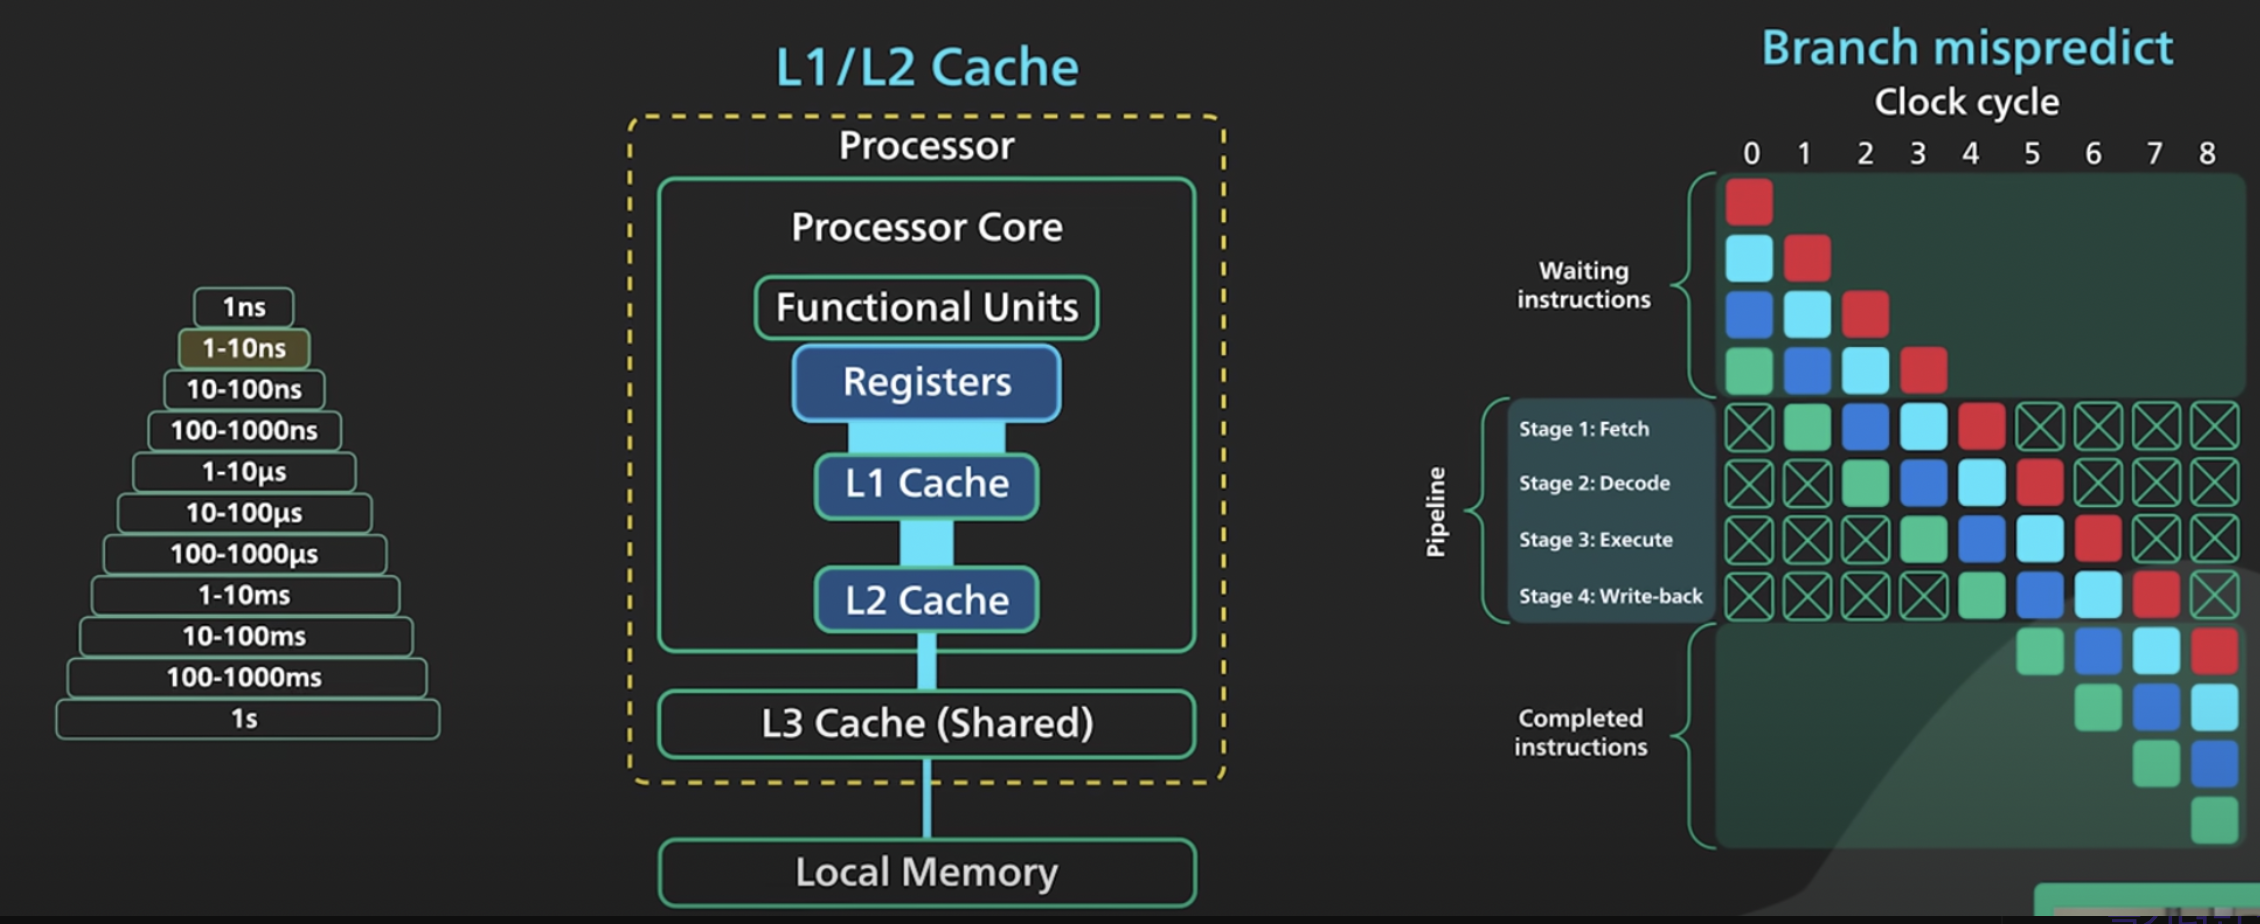 1ns
1-10ns
10-100ns
100-1000ns
1-10µs
10-100µs
100-1000µs
1-10ms
10-100ms
100-1000ms
1s
L1/L2 Cache
Processor
Processor Core
Functional Units
Registers
L1 Cache
L2 Cache
L3 Cache (Shared)
Local Memory
Branch mispredict
Clock cycle
0 1 2 3 4 5 6 7 8
Waiting
instructions
Pipeline
Stage 1: Fetch
Stage 2: Decode
Stage 3: Execute
Stage 4: Write-back
Completed
instructions